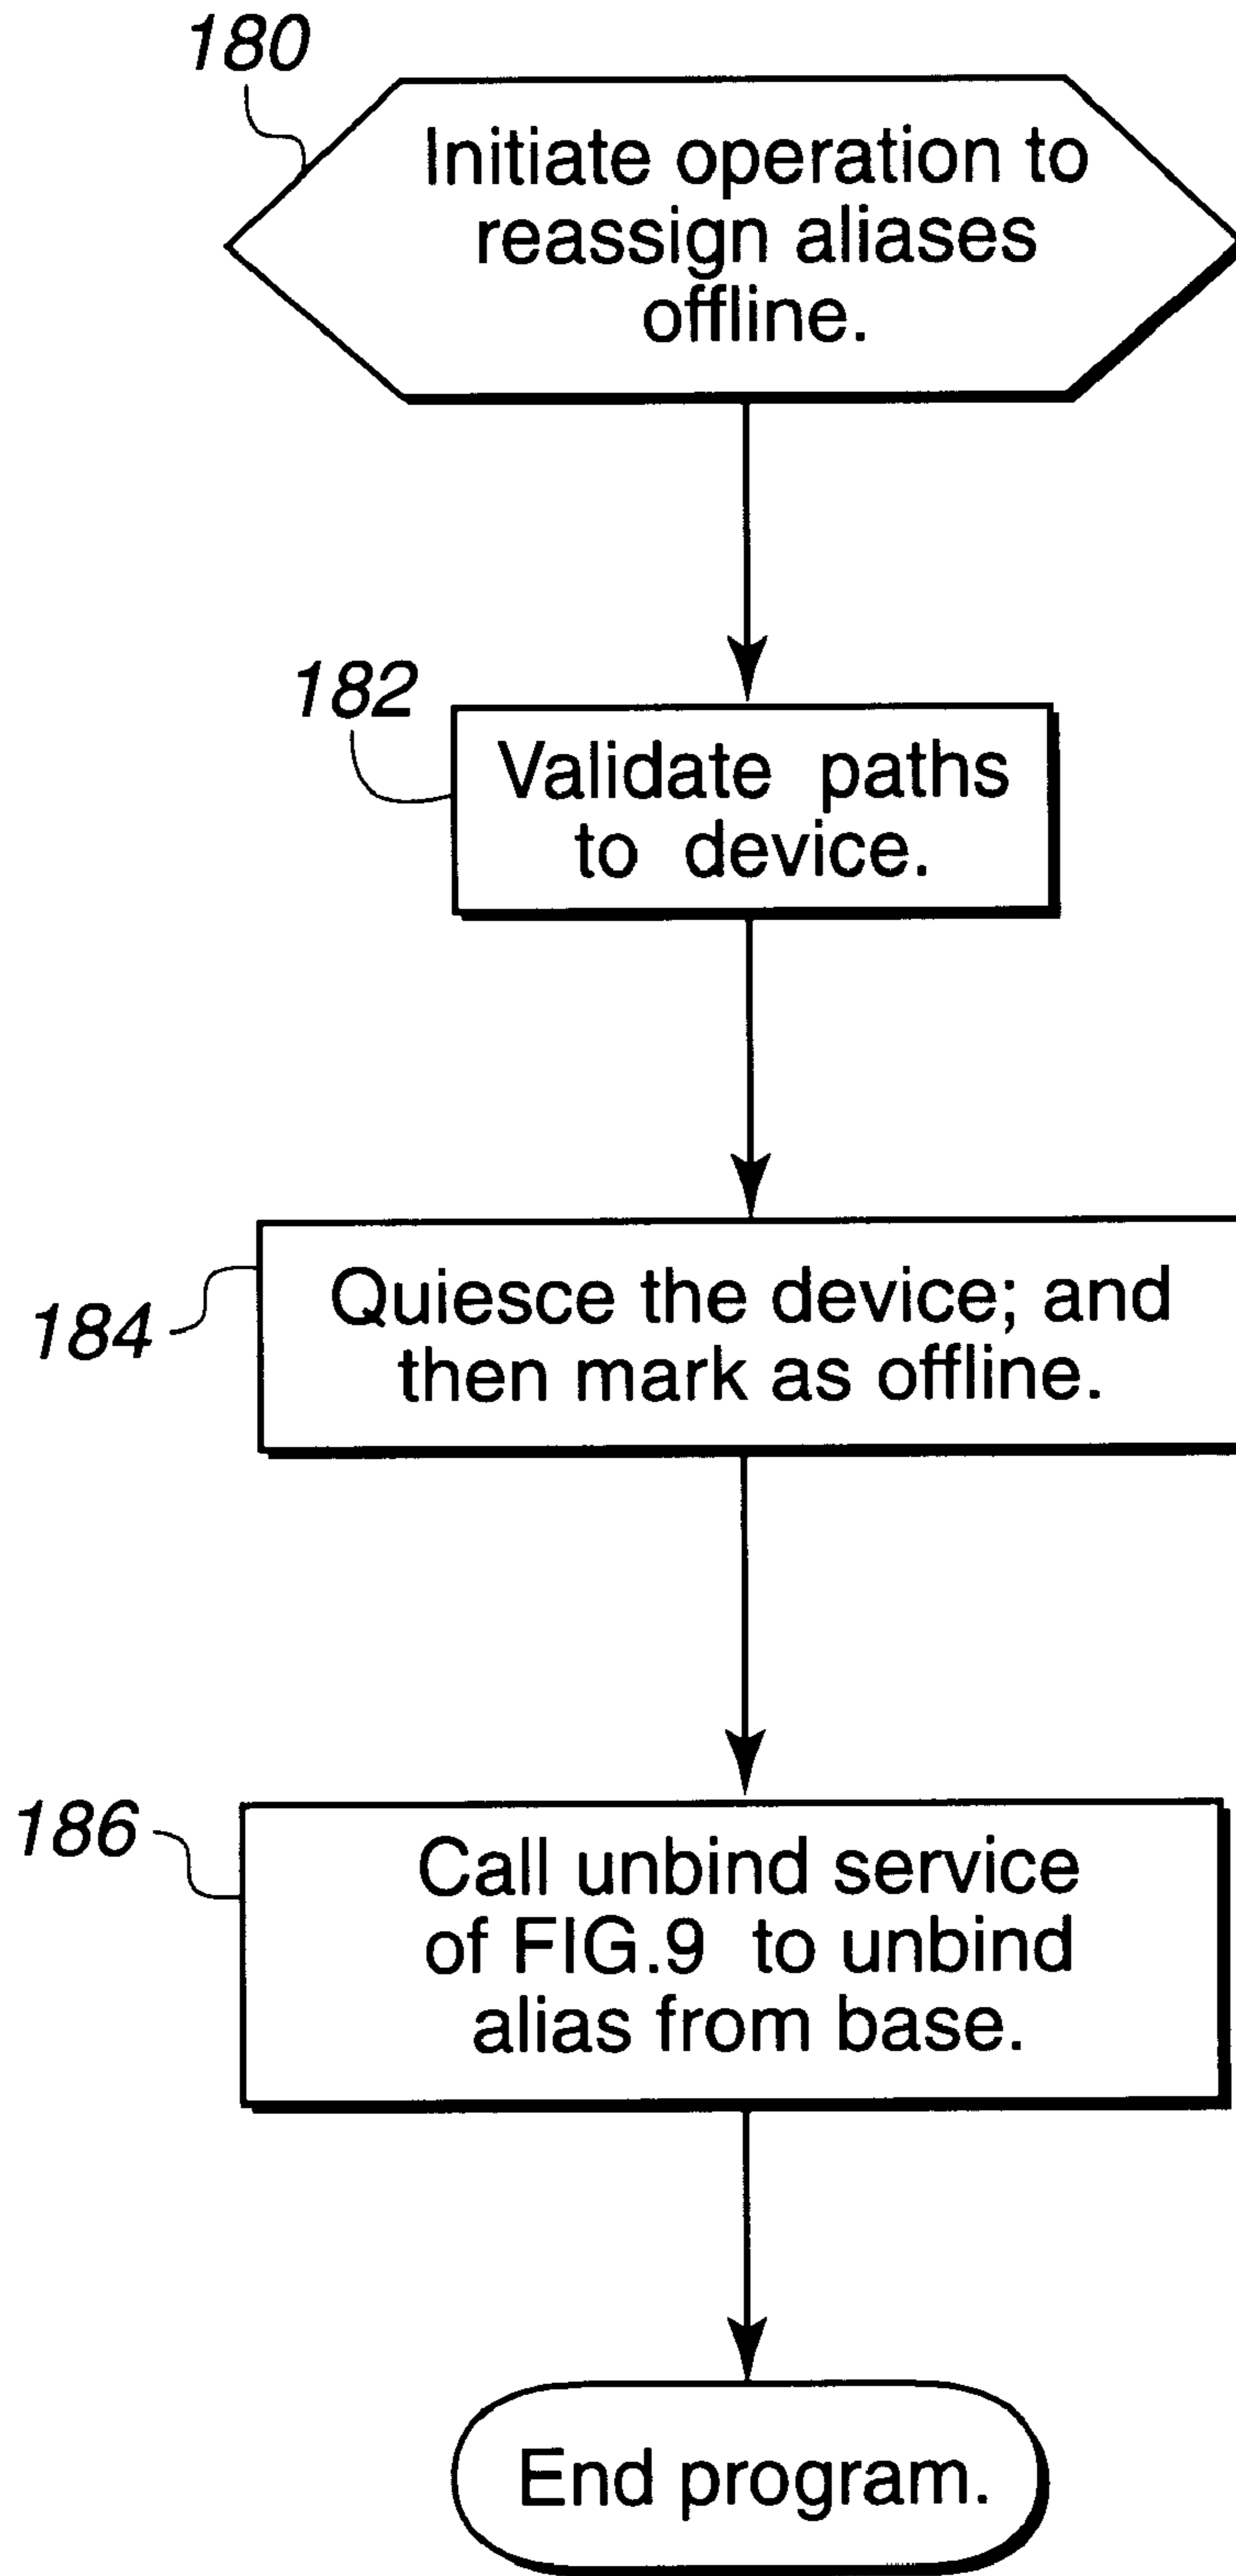 180
Initiate operation to
reassign aliases
offline.
182
Validate paths
to device.
184
Quiesce the device; and
then mark as offline.
186
Call unbind service
of FIG.9 to unbind
alias from base.
End program.